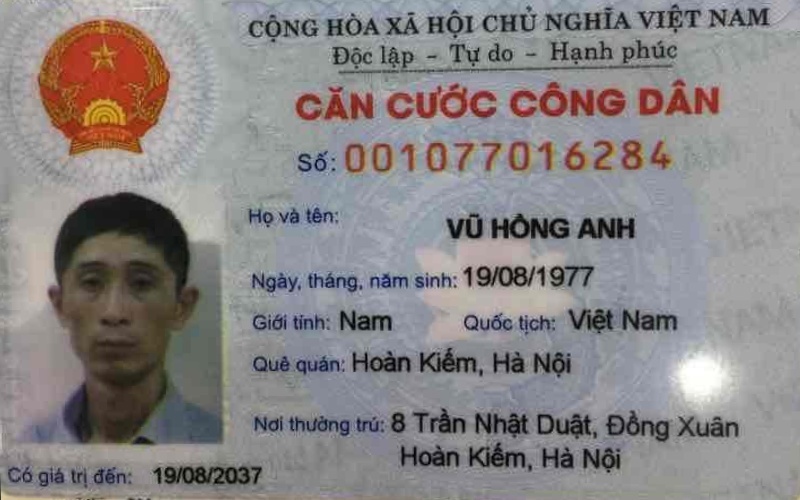 CỘNG HÒA XÃ HỘI CHỦ NGHĨA VIỆT NAM
Độc lập - Tự do - Hạnh phúc
CĂN CƯỚC CÔNG DÂN
Số: 001077016284
Họ và tên: VŨ HỒNG ANH
Ngày, tháng, năm sinh: 19/08/1977
Giới tính: Nam Quốc tịch: Việt Nam
Quê quán: Hoàn Kiếm, Hà Nội
Nơi thường trú: 8 Trần Nhật Duật, Đồng Xuân
Hoàn Kiếm, Hà Nội
Có giá trị đến: 19/08/2037